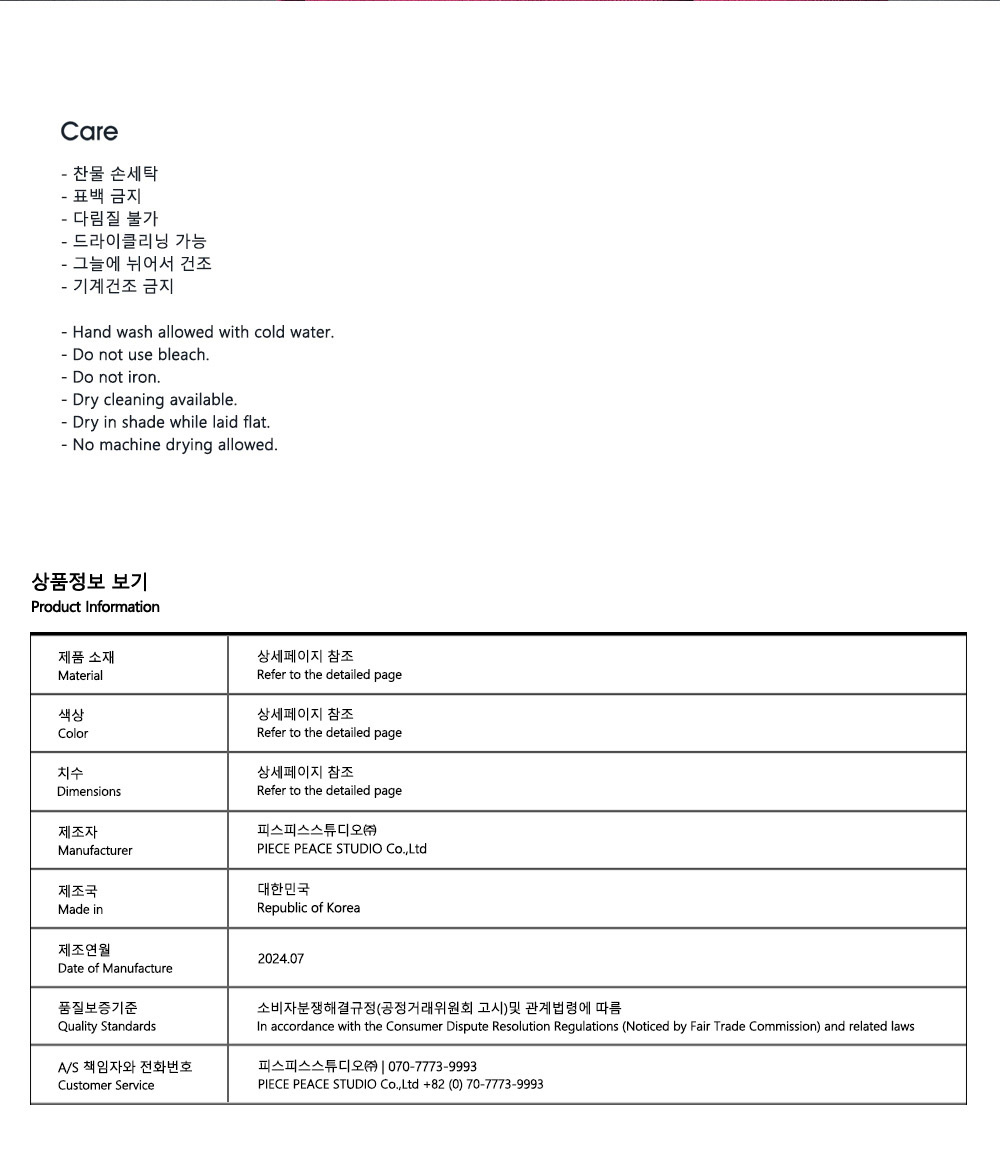 Care
- 찬물 손세탁
- 표백 금지
- 다림질 불가
- 드라이클리닝 가능
- 그늘에 뉘어서 건조
- 기계건조 금지
- Hand wash allowed with cold water.
- Do not use bleach.
- Do not iron.
- Dry cleaning available.
- Dry in shade while laid flat.
- No machine drying allowed.
상품정보 보기
Product Information
제품 소재
Material
상세페이지 참조
Refer to the detailed page
색상
Color
상세페이지 참조
Refer to the detailed page
치수
Dimensions
상세페이지 참조
Refer to the detailed page
제조자
Manufacturer
피스피스스튜디오㈜
PIECE PEACE STUDIO Co.,Ltd
제조국
Made in
대한민국
Republic of Korea
제조연월
Date of Manufacture
2024.07
품질보증기준
Quality Standards
소비자분쟁해결규정(공정거래위원회 고시)및 관계법령에 따름
In accordance with the Consumer Dispute Resolution Regulations (Noticed by Fair Trade Commission) and related laws
A/S 책임자와 전화번호
Customer Service
피스피스스튜디오㈜ | 070-7773-9993
PIECE PEACE STUDIO Co.,Ltd +82 (0) 70-7773-9993